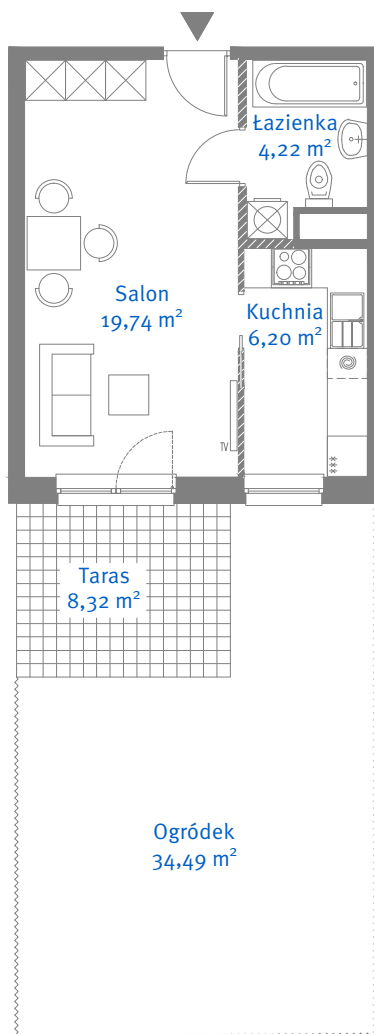 Łazienka
4,22 m²
Salon
19,74 m²
Kuchnia
6,20 m²
TV
Taras
8,32 m²
Ogródek
34,49 m²